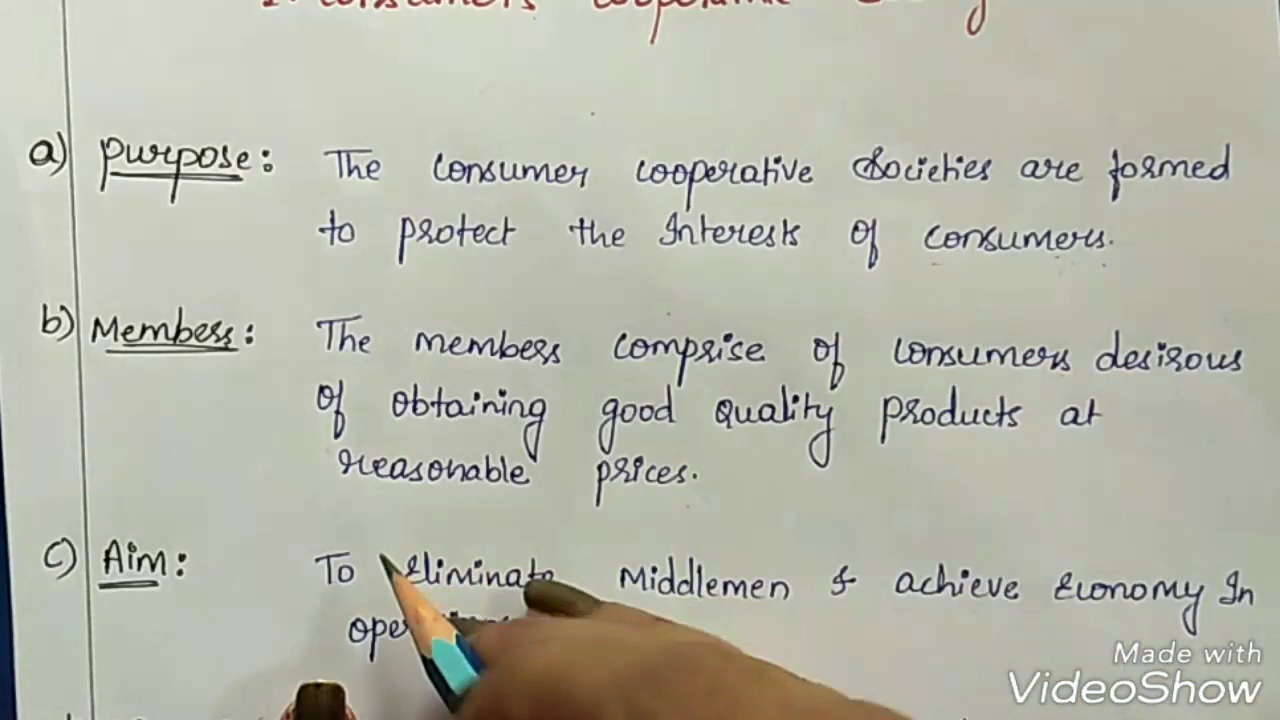 consumers cooperative
a) Purpose: The consumer cooperative Societies are formed
to protect the Interests of consumers.
b) Members: The members comprise of consumers desirous
of obtaining good quality products at
reasonable prices.
c) Aim: To Eliminate Middlemen & achieve Economy In
Made with
VideoShow